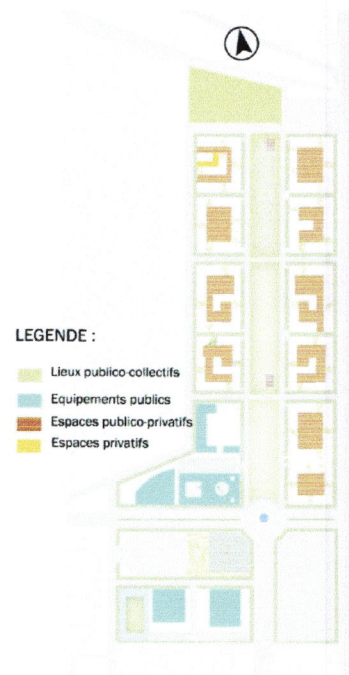 LEGENDE :
Lieux publico-collectifs
Equipements publics
Espaces publico-privatifs
Espaces privatifs